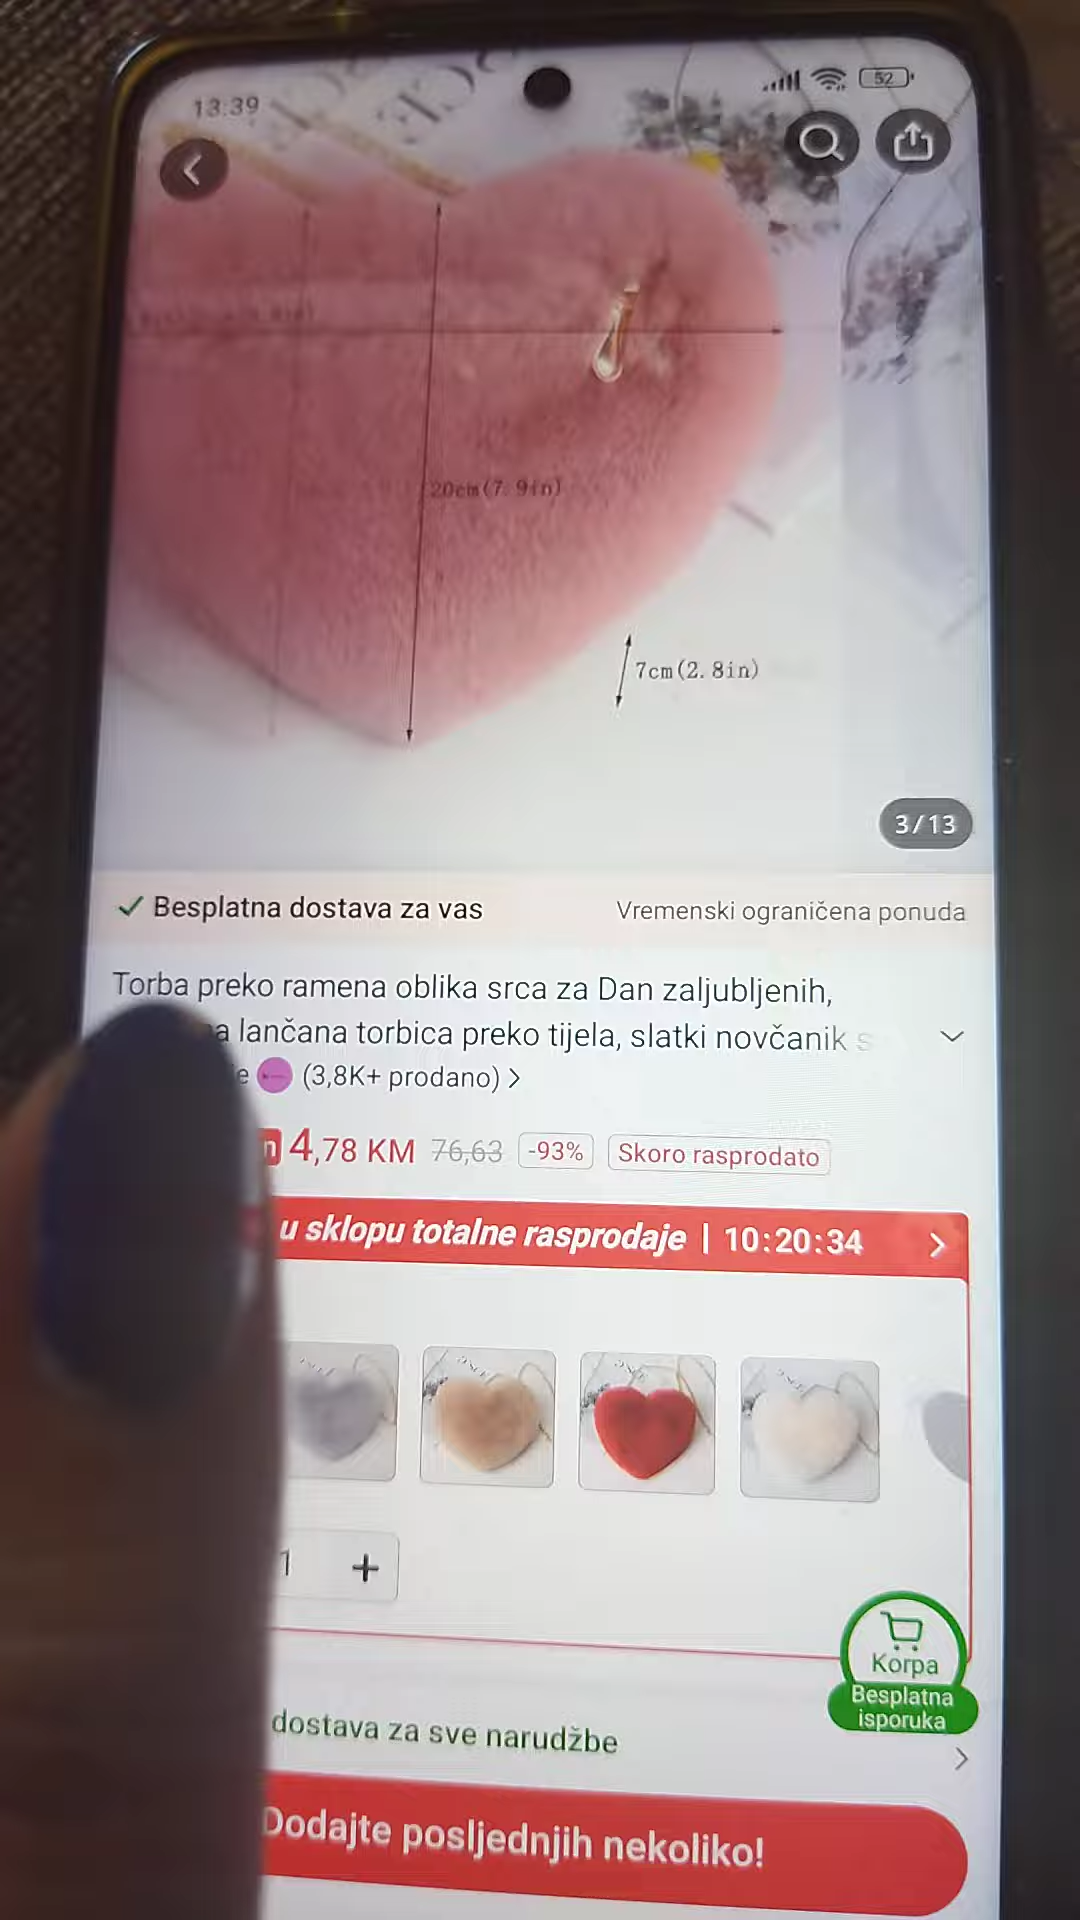 13:39
52
20cm(7.9in)
7cm(2.8in)
3/13
Besplatna dostava za vas
Vremenski ograničena ponuda
Torba preko ramena oblika srca za Dan zaljubljenih,
lančana torbica preko tijela, slatki novčanik s
(3,8K+ prodano) >
4,78 KM 76,63 -93% Skoro rasprodato
u sklopu totalne rasprodaje | 10:20:34
1 +
Korpa
Besplatna
isporuka
dostava za sve narudžbe
Dodajte posljednjih nekoliko!